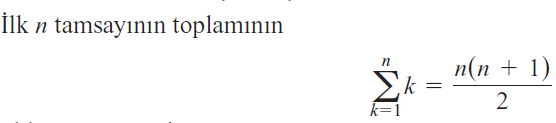 İlk n tamsayının toplamının
∑_{k=1}^{n} k = n(n + 1) / 2